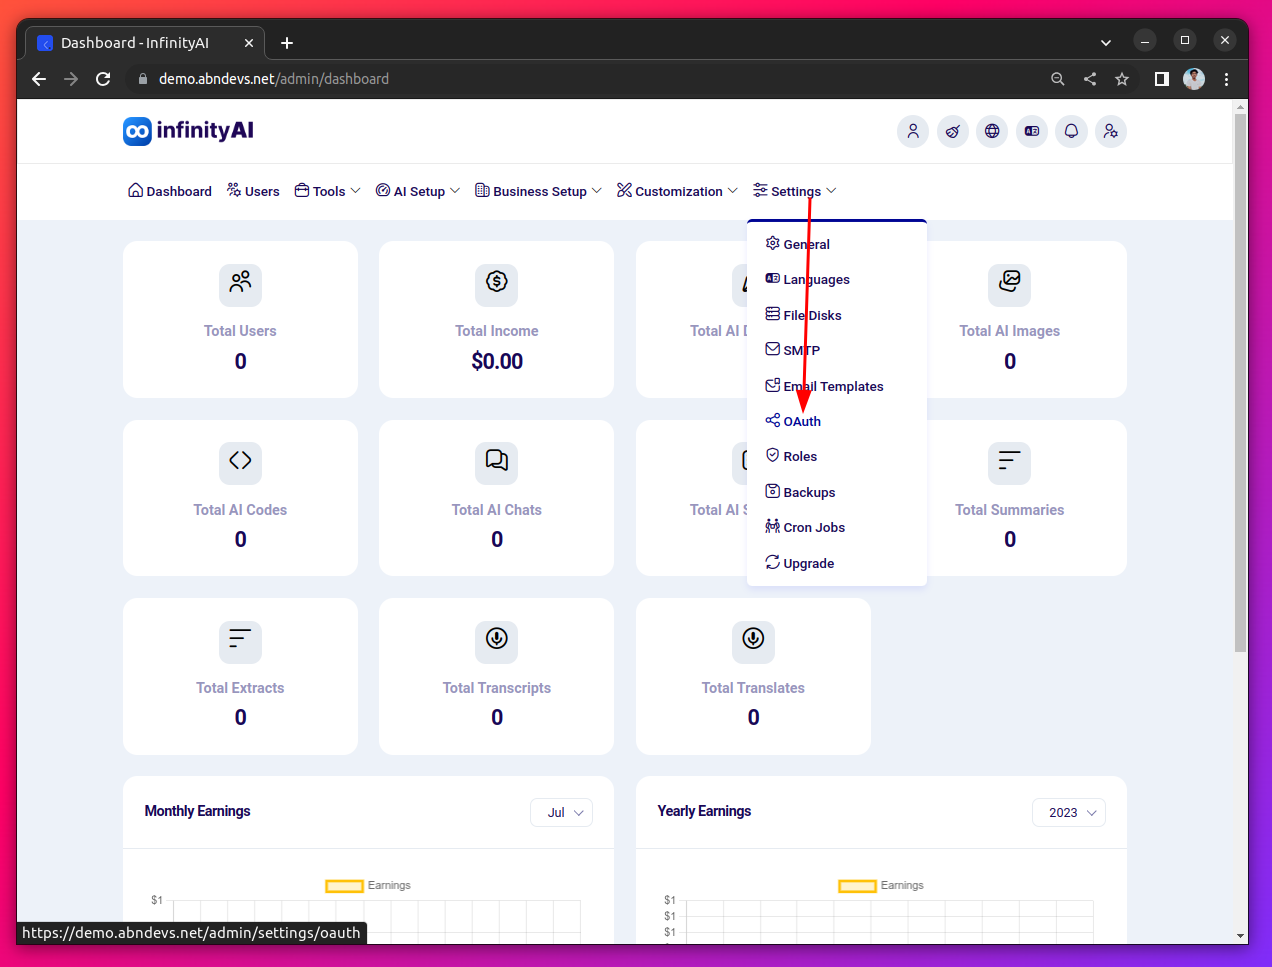 Dashboard - InfinityAI
demo.abndevs.net/admin/dashboard
infinityAI
Dashboard Users Tools AI Setup Business Setup Customization Settings
General
Languages
File Disks
SMTP
Email Templates
OAuth
Roles
Backups
Cron Jobs
Upgrade
Total Users
0
Total Income
$0.00
Total AI
Total AI Images
0
Total AI Codes
0
Total AI Chats
0
Total AI S
Total Summaries
0
Total Extracts
0
Total Transcripts
0
Total Translates
0
Monthly Earnings
Jul
Earnings
$1
Yearly Earnings
2023
Earnings
$1
$1
$1
https://demo.abndevs.net/admin/settings/oauth